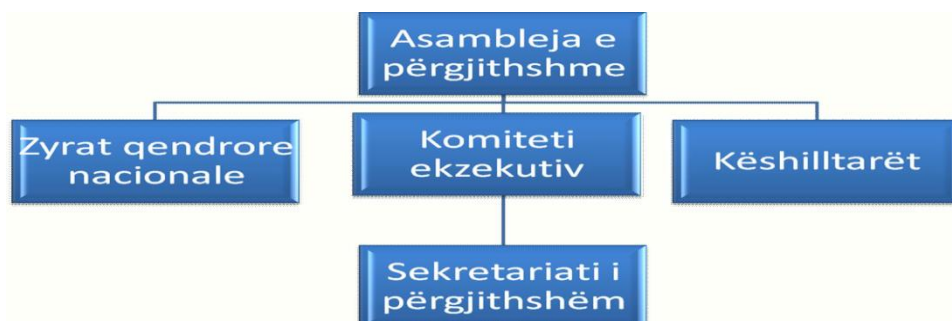 Asambleja e
përgjithshme
Zyrat qendrore
nacionale
Komiteti
ekzekutiv
Këshilltarët
Sekretariati i
përgjithshëm